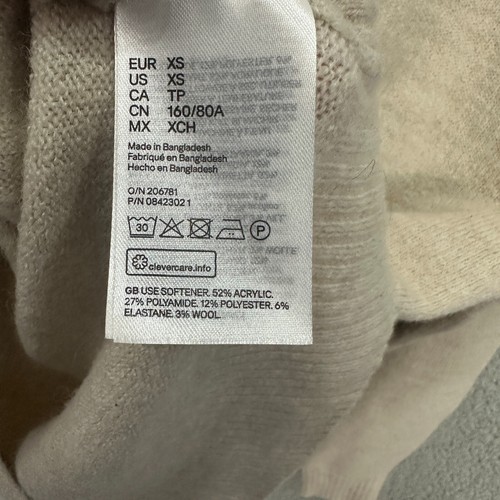 EUR XS
US XS
CA TP
CN 160/80A
MX XCH
Made in Bangladesh
Fabriqué en Bangladesh
Hecho en Bangladesh
O/N 206781
P/N 08423021
30
P
clevercare.info
GB USE SOFTENER. 52% ACRYLIC.
27% POLYAMIDE. 12% POLYESTER. 6%
ELASTANE. 3% WOOL.